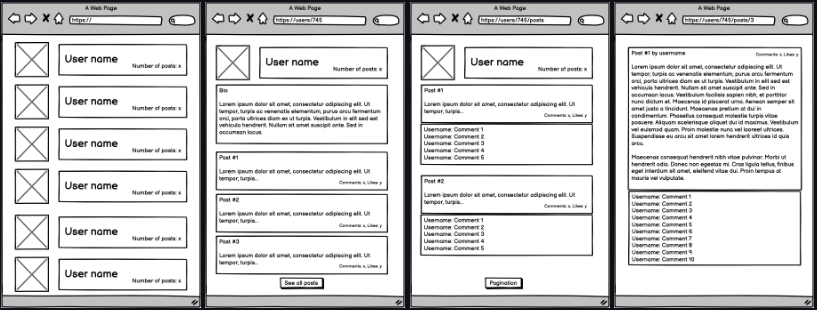 A Web Page
https://
User name
Number of posts: x
User name
Number of posts: x
User name
Number of posts: x
User name
Number of posts: x
User name
Number of posts: x
User name
Number of posts: x
A Web Page
https://users/745
User name
Number of posts: x
Bio
Lorem ipsum dolor sit amet, consectetur adipiscing elit. Ut
tempor, turpis ac venenatis elementum, purus arcu fermentum
orci, porta ultrices diam ex ut turpis. Vestibulum in elit sed est
vehicula hendrerit. Nullam sit amet suscipit ante. Sed in
accumsan lacus.
Post #1
Lorem ipsum dolor sit amet, consectetur adipiscing elit. Ut
tempor, turpis...
Comments: x, Likes: y
Post #2
Lorem ipsum dolor sit amet, consectetur adipiscing elit. Ut
tempor, turpis...
Comments: x, Likes: y
Post #3
Lorem ipsum dolor sit amet, consectetur adipiscing elit. Ut
tempor, turpis...
Comments: x, Likes: y
See all posts
A Web Page
https://users/745/posts
User name
Number of posts: x
Post #1
Lorem ipsum dolor sit amet, consectetur adipiscing elit. Ut
tempor, turpis...
Comments: x, Likes: y
Username: Comment 1
Username: Comment 2
Username: Comment 3
Username: Comment 4
Username: Comment 5
Post #2
Lorem ipsum dolor sit amet, consectetur adipiscing elit. Ut
tempor, turpis...
Comments: x, Likes: y
Username: Comment 1
Username: Comment 2
Username: Comment 3
Username: Comment 4
Username: Comment 5
Pagination
A Web Page
https://users/745/posts/3
Post #1 by username
Comments: x, Likes: y
Lorem ipsum dolor sit amet, consectetur adipiscing elit. Ut
tempor, turpis ac venenatis elementum, purus arcu fermentum
orci, porta ultrices diam ex ut turpis. Vestibulum in elit sed est
vehicula hendrerit. Nullam sit amet suscipit ante. Sed in
accumsan lacus. Vestibulum facilisis sapien nibh, et porttitor
nunc dictum et. Maecenas id placerat urna. Aenean semper sit
amet justo a tincidunt. Maecenas pretium at dui in
condimentum. Phasellus consequat turpis vitae
posuere. Aliquam scelerisque aliquet dui id maximus. Vestibulum
vel euismod quam. Proin molestie nunc vel laoreet ultrices.
Suspendisse eu arcu sit amet lorem hendrerit ultrices id quis
arcu.
Maecenas consequat hendrerit nibh vitae pulvinar. Morbi ut
hendrerit odio. Donec non egestas mi. Cras ligula tellus, finibus
eget interdum sit amet, eleifend vitae dui. Proin tempus at
mauris vel vulputate.
Username: Comment 1
Username: Comment 2
Username: Comment 3
Username: Comment 4
Username: Comment 5
Username: Comment 6
Username: Comment 7
Username: Comment 8
Username: Comment 9
Username: Comment 10